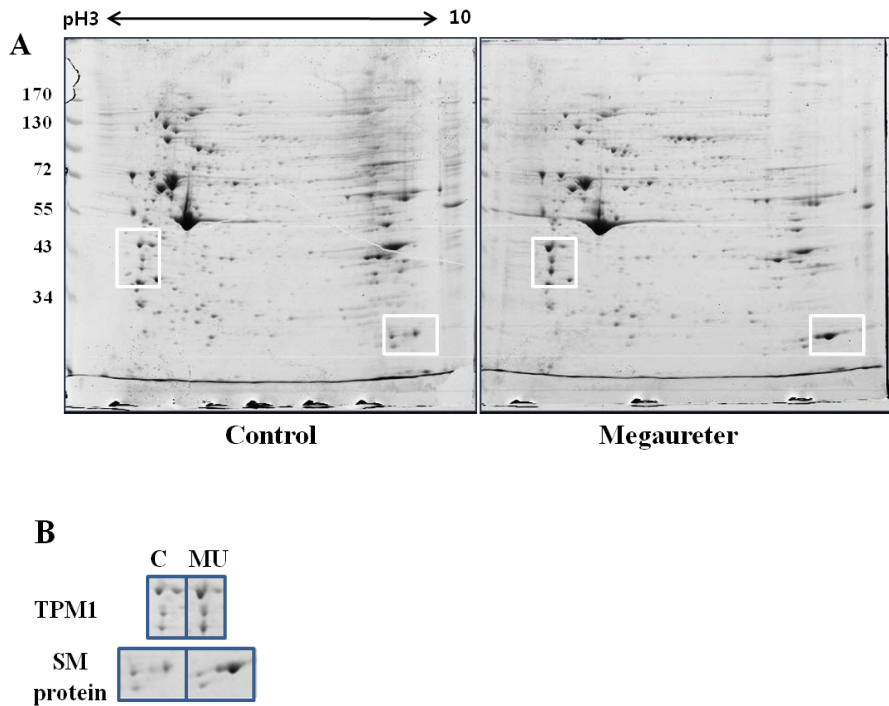 pH3 10
A
170
130
72
55
43
34
Control Megaureter
B
C MU
TPM1
SM
protein